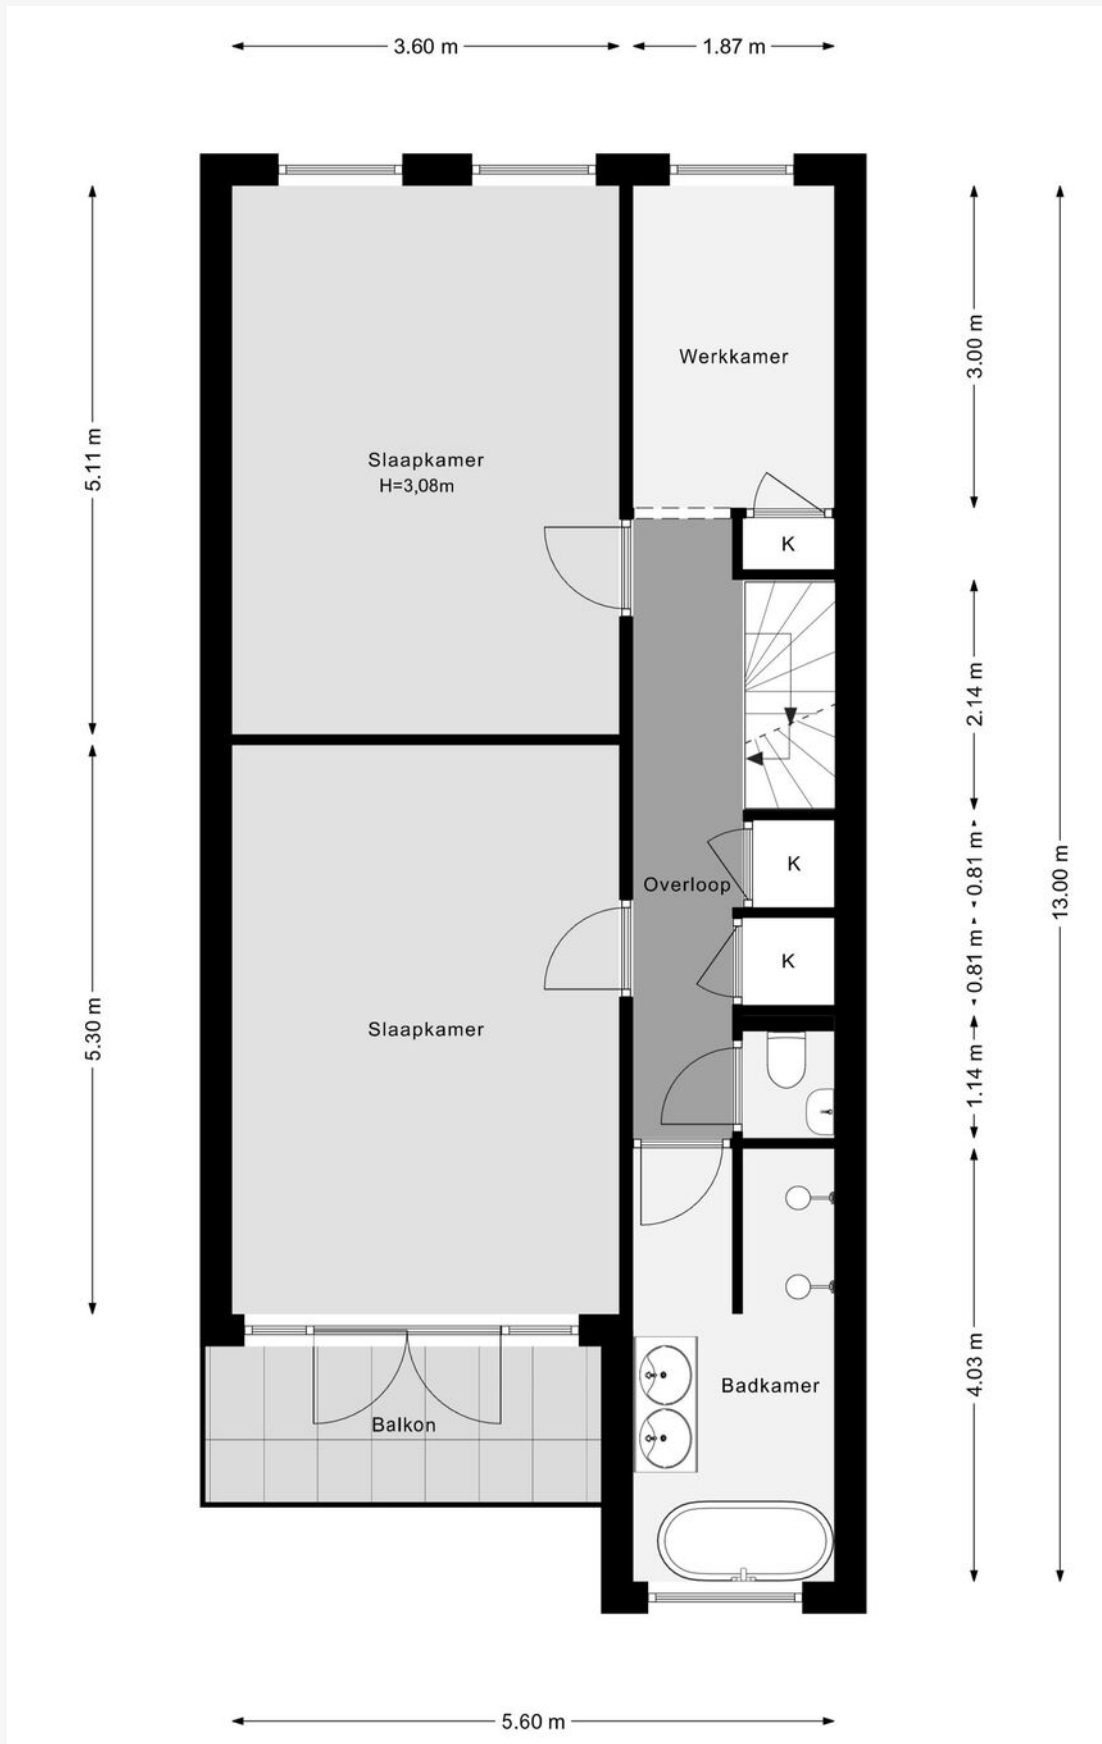 3.60 m
1.87 m
Werkkamer
3.00 m
Slaapkamer
H=3,08m
5.11 m
K
2.14 m
K
0.81 m
Overloop
13.00 m
K
0.81 m
Slaapkamer
5.30 m
1.14 m
Badkamer
4.03 m
Balkon
5.60 m